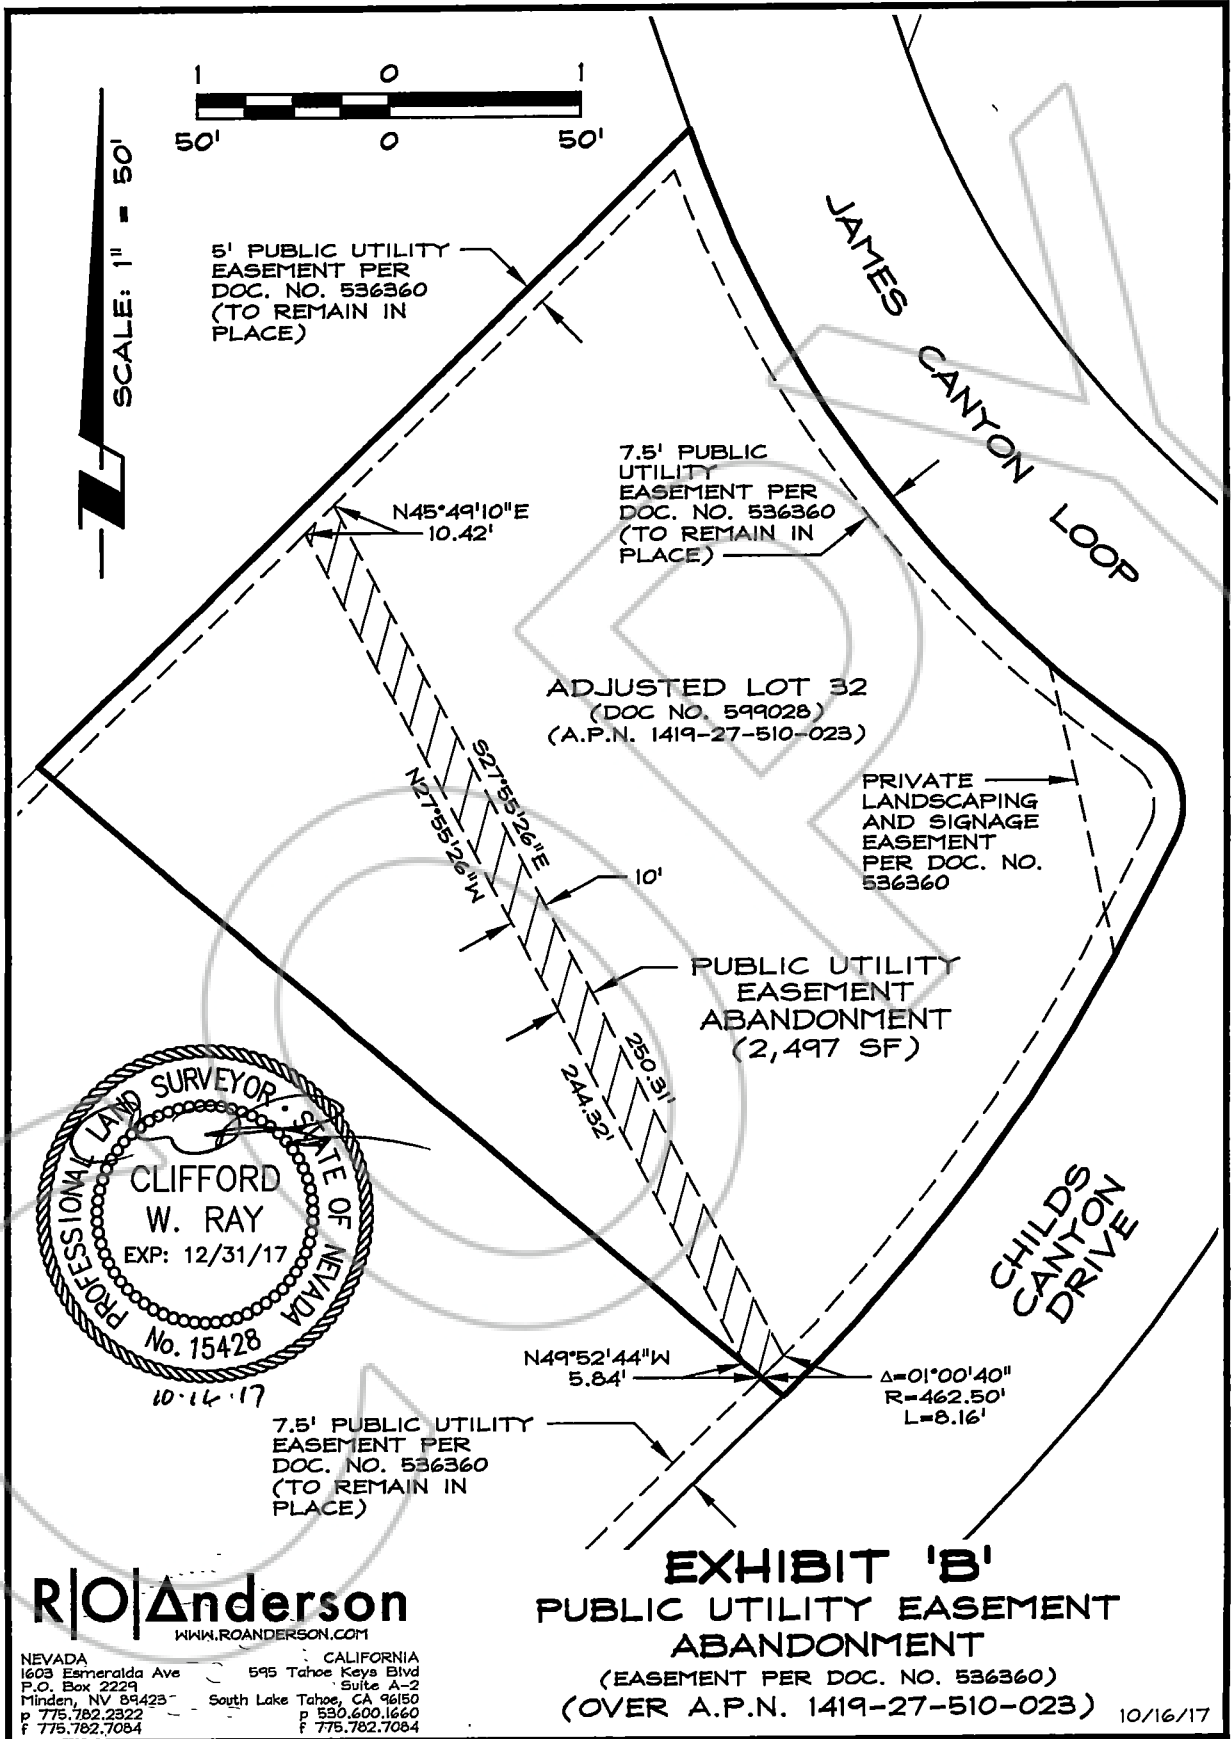 1 0 1
50' 0 50'
SCALE: 1" = 50'
5' PUBLIC UTILITY
EASEMENT PER
DOC. NO. 536360
(TO REMAIN IN
PLACE)
JAMES CANYON LOOP
7.5' PUBLIC
UTILITY
EASEMENT PER
DOC. NO. 536360
(TO REMAIN IN
PLACE)
N45°49'10"E
10.42'
ADJUSTED LOT 32
(DOC NO. 599028)
(A.P.N. 1419-27-510-023)
S27°55'26"E
N27°55'26"W
PRIVATE
LANDSCAPING
AND SIGNAGE
EASEMENT
PER DOC. NO.
536360
10'
PUBLIC UTILITY
EASEMENT
ABANDONMENT
(2,497 SF)
250.31'
244.32'
PROFESSIONAL LAND SURVEYOR · STATE OF NEVADA
CLIFFORD
W. RAY
EXP: 12/31/17
No. 15428
10·16·17
CHILDS
CANYON
DRIVE
N49°52'44"W
5.84'
Δ=01°00'40"
R=462.50'
L=8.16'
7.5' PUBLIC UTILITY
EASEMENT PER
DOC. NO. 536360
(TO REMAIN IN
PLACE)
R|O|Anderson
WWW.ROANDERSON.COM
NEVADA
1603 Esmeralda Ave
P.O. Box 2229
Minden, NV 89423
p 775.782.2322
f 775.782.7084
CALIFORNIA
595 Tahoe Keys Blvd
Suite A-2
South Lake Tahoe, CA 96150
p 530.600.1660
f 775.782.7084
EXHIBIT 'B'
PUBLIC UTILITY EASEMENT
ABANDONMENT
(EASEMENT PER DOC. NO. 536360)
(OVER A.P.N. 1419-27-510-023)
10/16/17
COPY